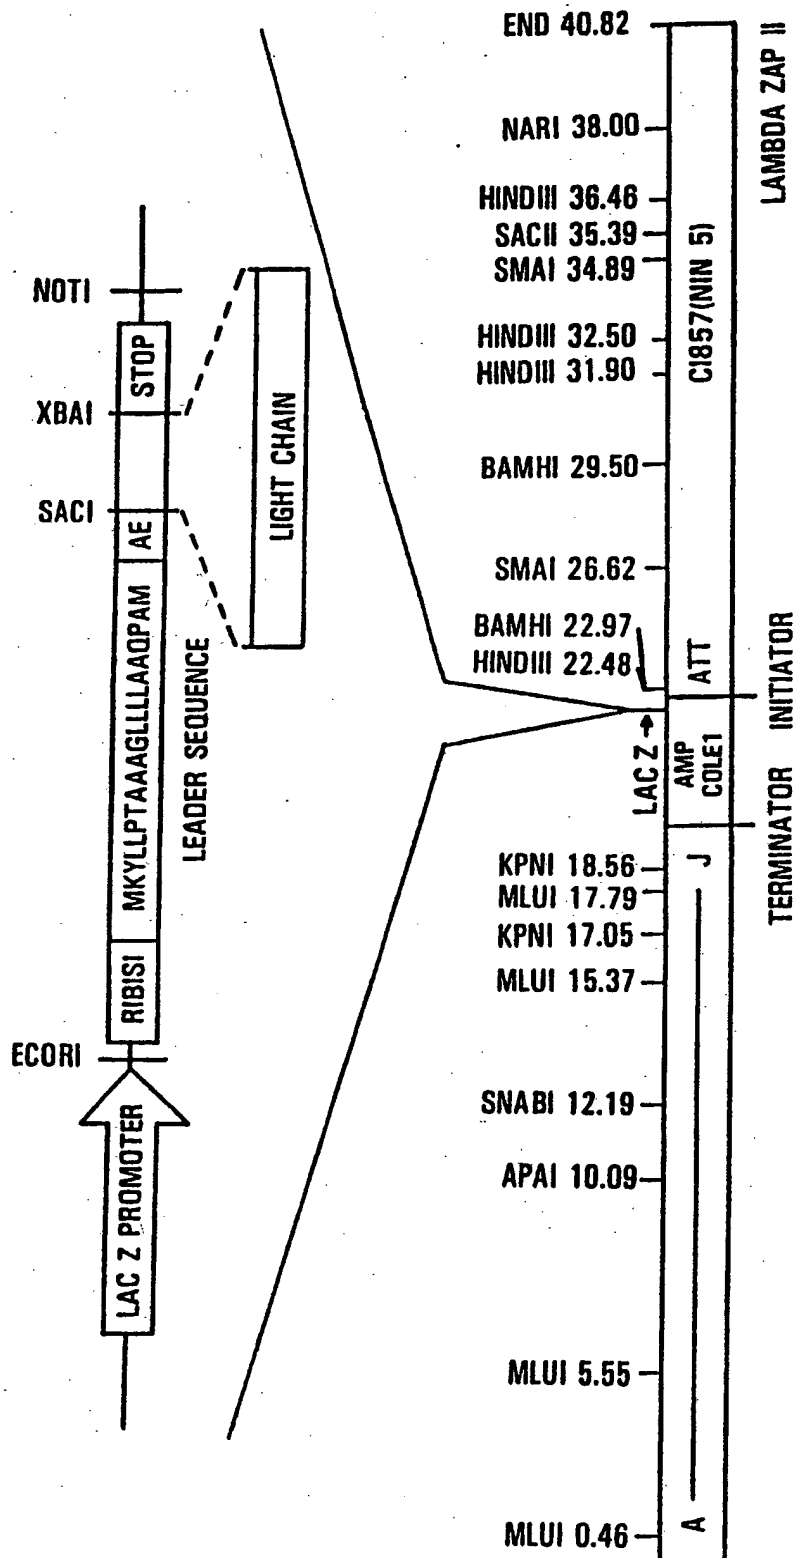 NOTI
XBAI
SACI
ECORI
STOP
AE
MKYLLPTAAAGLLLLAAQPAM
RIBISI
LAC Z PROMOTER
LEADER SEQUENCE
LIGHT CHAIN
END 40.82
NARI 38.00
HINDIII 36.46
SACII 35.39
SMAI 34.89
HINDIII 32.50
HINDIII 31.90
BAMHI 29.50
SMAI 26.62
BAMHI 22.97
HINDIII 22.48
LAC Z
KPNI 18.56
MLUI 17.79
KPNI 17.05
MLUI 15.37
SNABI 12.19
APAI 10.09
MLUI 5.55
MLUI 0.46
CI857(NIN 5)
ATT
AMP
COLE1
J
A
LAMBDA ZAP II
INITIATOR
TERMINATOR